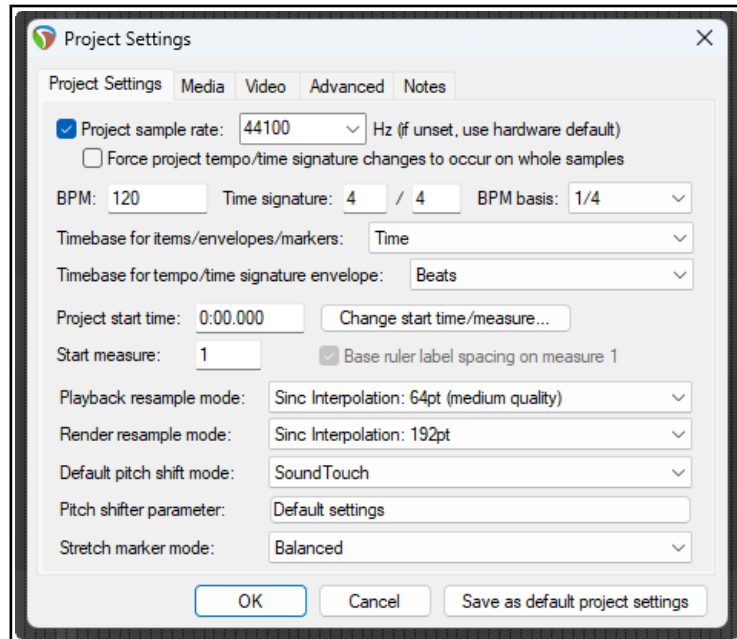 Project Settings
Project Settings Media Video Advanced Notes
Project sample rate: 44100 Hz (if unset, use hardware default)
Force project tempo/time signature changes to occur on whole samples
BPM: 120 Time signature: 4 / 4 BPM basis: 1/4
Timebase for items/envelopes/markers: Time
Timebase for tempo/time signature envelope: Beats
Project start time: 0:00.000 Change start time/measure...
Start measure: 1 Base ruler label spacing on measure 1
Playback resample mode: Sinc Interpolation: 64pt (medium quality)
Render resample mode: Sinc Interpolation: 192pt
Default pitch shift mode: SoundTouch
Pitch shifter parameter: Default settings
Stretch marker mode: Balanced
OK Cancel Save as default project settings